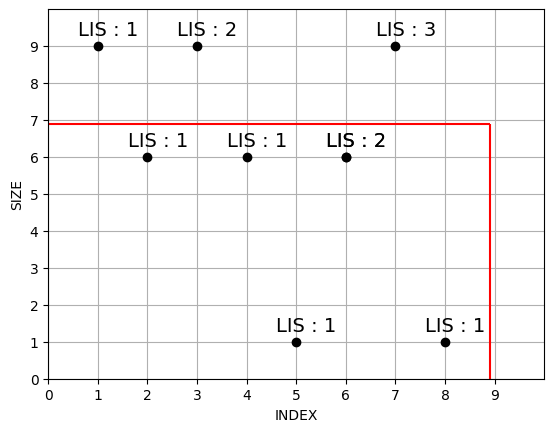 LIS : 1 LIS : 2 LIS : 3
9
8
7
LIS : 1 LIS : 1 LIS : 2
6
5
4
3
2
LIS : 1 LIS : 1
1
0
0 1 2 3 4 5 6 7 8 9
SIZE
INDEX